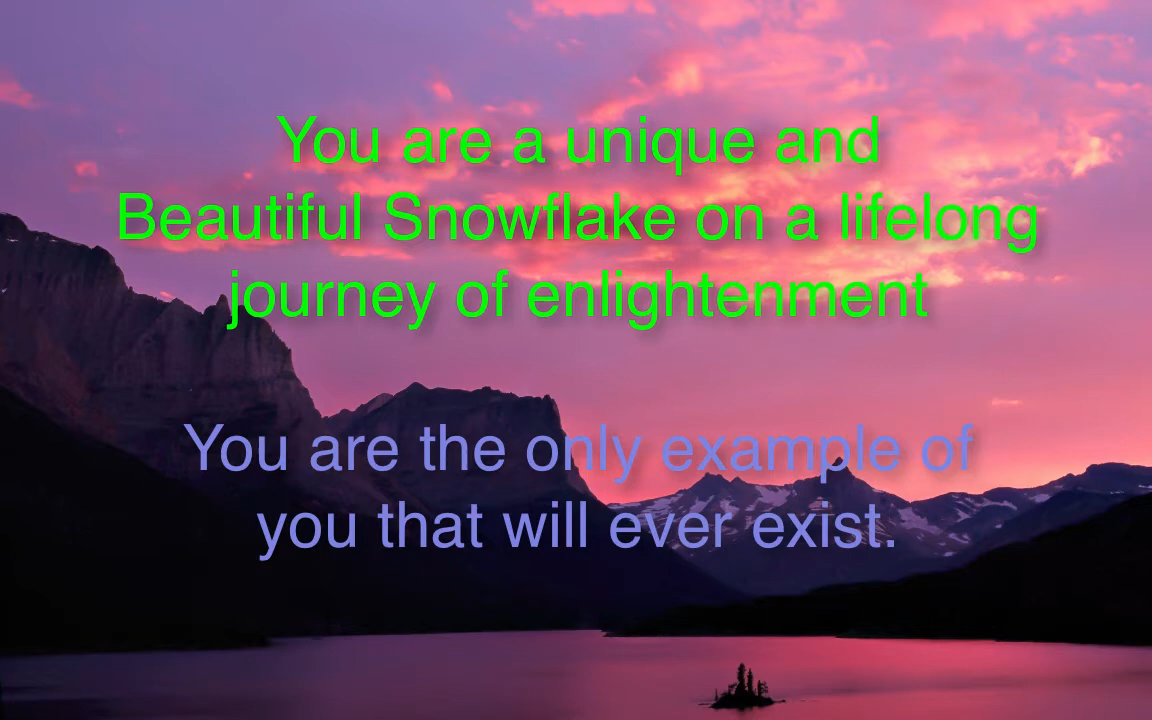 You are a unique and
Beautiful Snowflake on a lifelong
journey of enlightenment
You are the only example of
you that will ever exist.